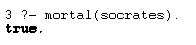 3 ?- mortal(socrates).
true.